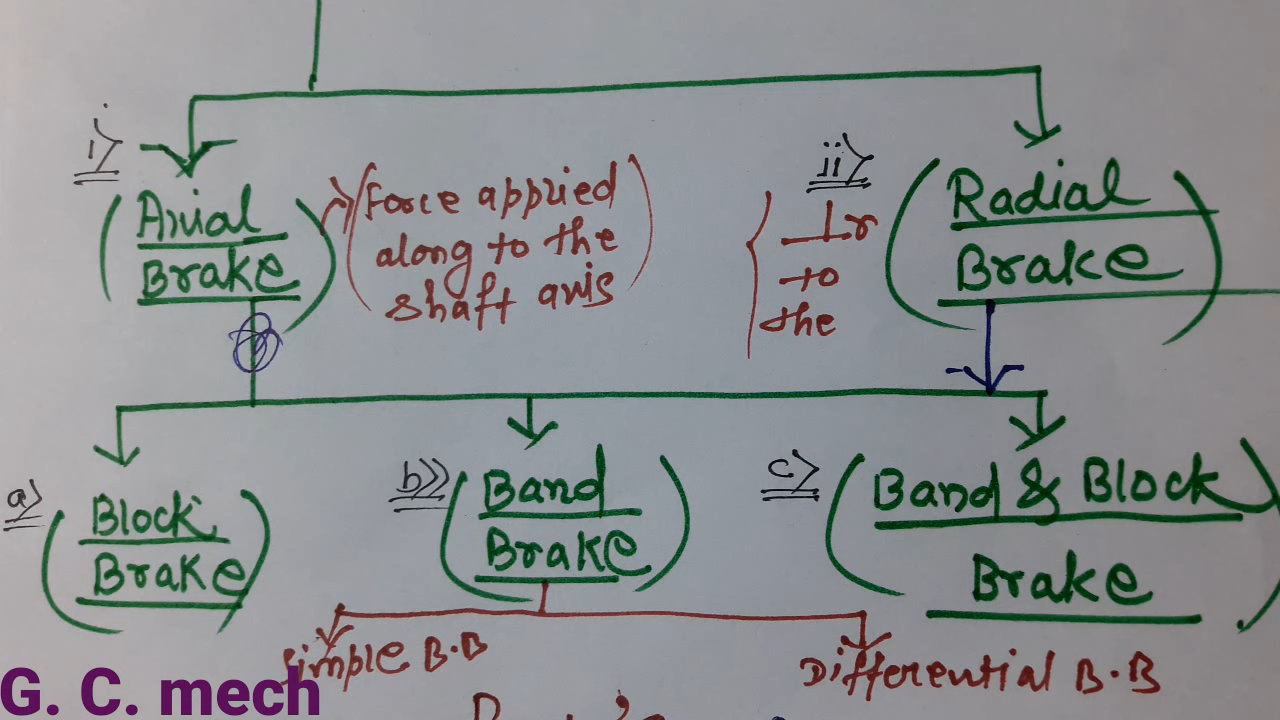 i>
Axial
Brake
Force applied
along to the
shaft axis
ii>
⊥r
to
the
Radial
Brake
a>
Block
Brake
b>>
Band
Brake
c>
Band & Block
Brake
Simple B.B
Differential B.B
G. C. mech